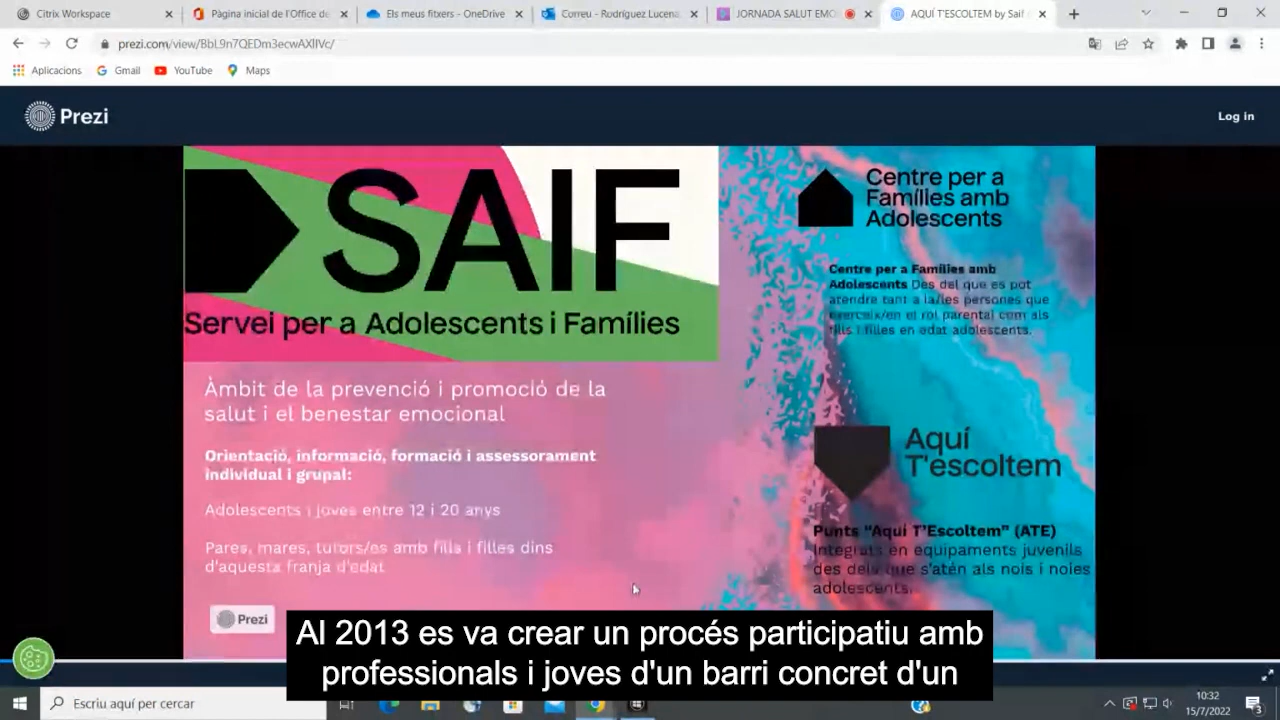 Citrix Workspace
Pàgina inicial de l'Office de
Els meus fitxers - OneDrive
Correu - Rodríguez Lucena,
JORNADA SALUT EMO
AQUÍ T'ESCOLTEM by Saif
prezi.com/view/BbL9n7QEDm3ecwAXlIVc/
Aplicacions
Gmail
YouTube
Maps
Prezi
Log in
SAIF
Servei per a Adolescents i Famílies
Àmbit de la prevenció i promoció de la
salut i el benestar emocional
Orientació, informació, formació i assessorament
individual i grupal:
Adolescents i joves entre 12 i 20 anys
Pares, mares, tutors/es amb fills i filles dins
d'aquesta franja d'edat
Prezi
Centre per a
Famílies amb
Adolescents
Centre per a Famílies amb
Adolescents Des del que es pot
atendre tant a la/les persones que
exerceix/en el rol parental com als
fills i filles en edat adolescents.
Aquí
T'escoltem
Punts “Aquí T’Escoltem” (ATE)
Integrats en equipaments juvenils
des dels que s'atén als nois i noies
adolescents.
Al 2013 es va crear un procés participatiu amb
professionals i joves d'un barri concret d'un
Escriu aquí per cercar
10:32
15/7/2022
3